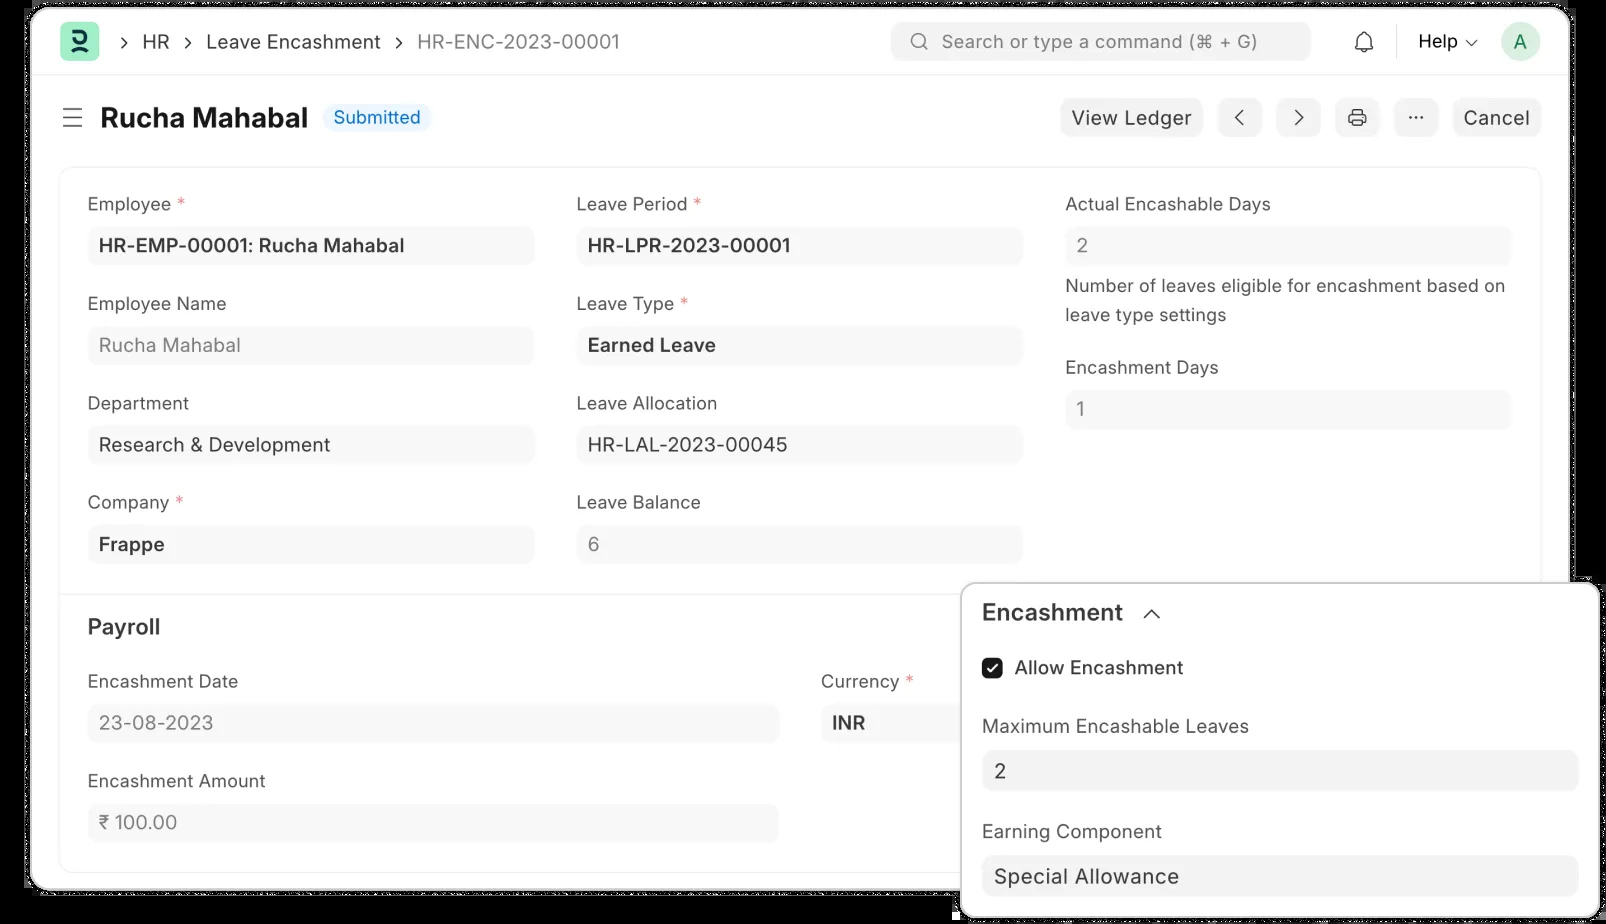 HR > Leave Encashment > HR-ENC-2023-00001
Search or type a command (⌘ + G)
Help
A
Rucha Mahabal
Submitted
View Ledger
Cancel
Employee *
HR-EMP-00001: Rucha Mahabal
Employee Name
Rucha Mahabal
Department
Research & Development
Company *
Frappe
Leave Period *
HR-LPR-2023-00001
Leave Type *
Earned Leave
Leave Allocation
HR-LAL-2023-00045
Leave Balance
6
Actual Encashable Days
2
Number of leaves eligible for encashment based on
leave type settings
Encashment Days
1
Payroll
Encashment Date
23-08-2023
Encashment Amount
₹ 100.00
Currency *
INR
Encashment
Allow Encashment
Maximum Encashable Leaves
2
Earning Component
Special Allowance